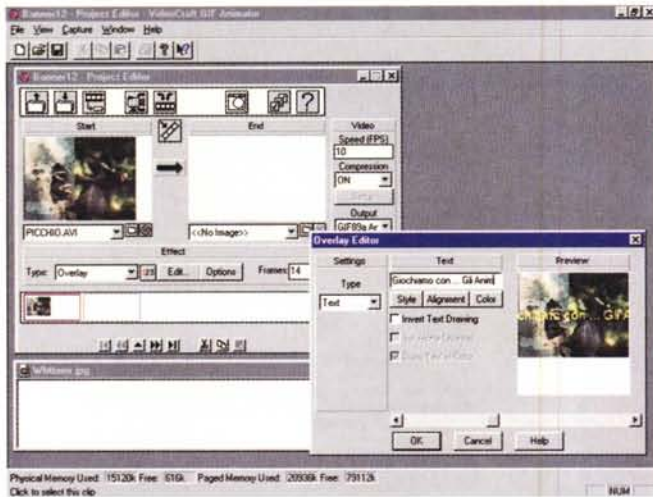 Banner12 - Project Editor - VideoCraft GIF Animator
File View Capture Window Help
Banner12 - Project Editor
Start
End
Video
Speed (FPS)
10
Compression
ON
Output
GIF89a Ar
PICCHIO.AVI
<<No Image>>
Effect
Type: Overlay
Edit...
Options
Frames: 14
Overlay Editor
Settings
Text
Preview
Type
Text
Giochiamo con ... Gli Anim
Style
Alignment
Color
Invert Text Drawing
OK
Cancel
Help
Physical Memory Used: 15120k Free: 616k Paged Memory Used: 20936k Free: 79112k
Click to select this clip
NUM